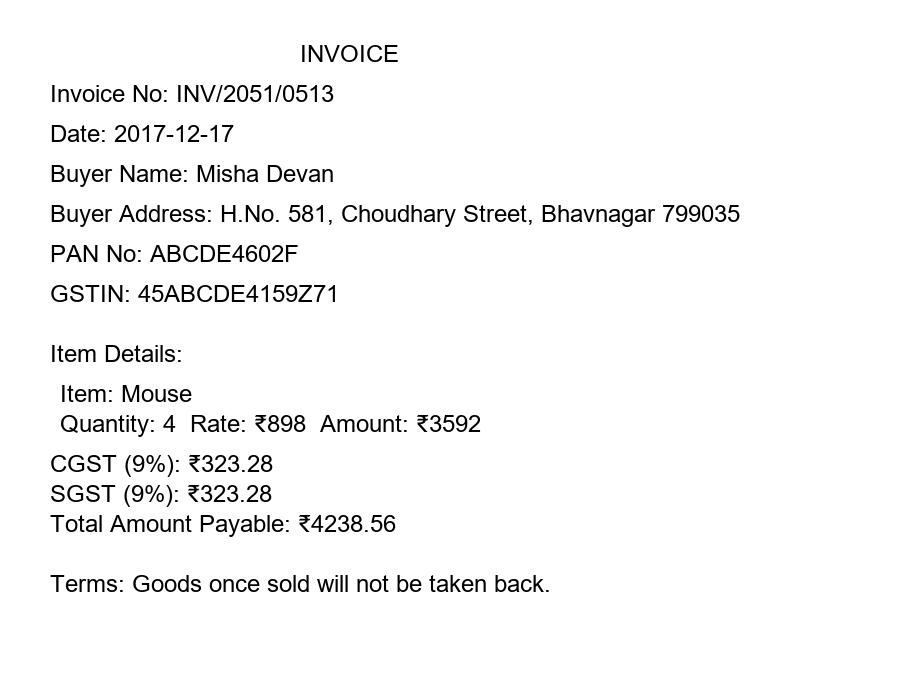 INVOICE
Invoice No: INV/2051/0513
Date: 2017-12-17
Buyer Name: Misha Devan
Buyer Address: H.No. 581, Choudhary Street, Bhavnagar 799035
PAN No: ABCDE4602F
GSTIN: 45ABCDE4159Z71
Item Details:
Item: Mouse
Quantity: 4  Rate: ₹898  Amount: ₹3592
CGST (9%): ₹323.28
SGST (9%): ₹323.28
Total Amount Payable: ₹4238.56
Terms: Goods once sold will not be taken back.